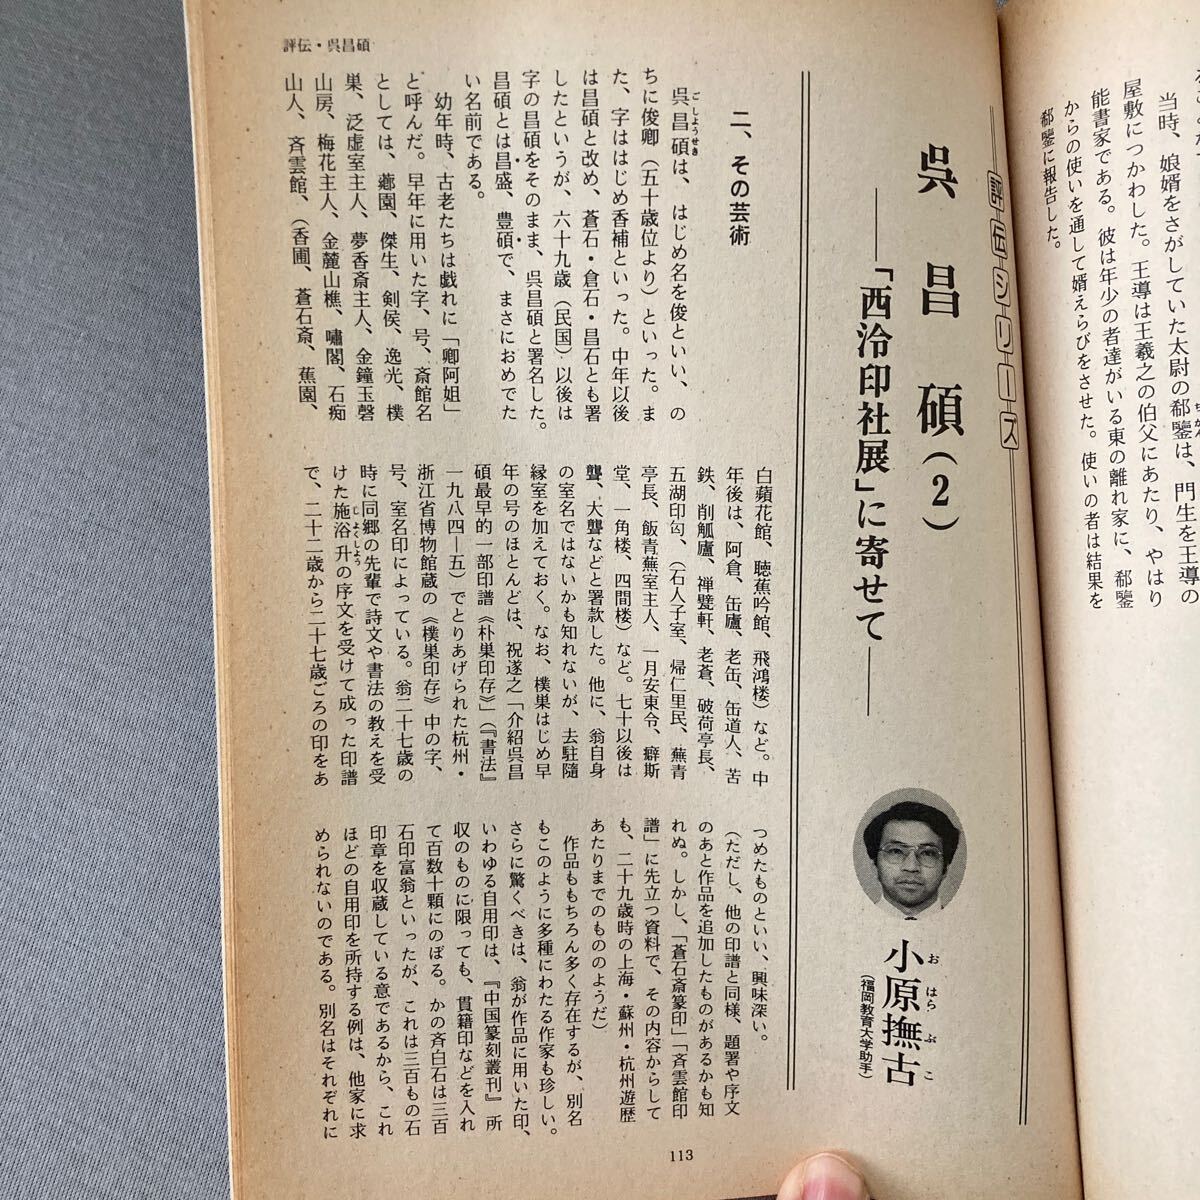 をこよ
当時、娘婿をさがしていた太尉の郗鑒は、門生を王導の
屋敷につかわした。王導は王羲之の伯父にあたり、やはり
能書家である。彼は年少の者達がいる東の離れ家に、郗鑒
からの使いを通して婿えらびをさせた。使いの者は結果を
郗鑒に報告した。
評伝・呉昌碩
評伝シリーズ
呉昌碩(2)
―「西泠印社展」に寄せて―
小原撫古
おはらぶこ
(福岡教育大学助手)
二、その芸術
呉昌碩は、はじめ名を俊といい、の
ごしようせき
ちに俊卿(五十歳位より)といった。ま
た、字ははじめ香補といった。中年以後
は昌碩と改め、蒼石・倉石・昌石とも署
したというが、六十九歳(民国)以後は
字の昌碩をそのまま、呉昌碩と署名した。
昌碩とは昌盛、豊碩で、まさにおめでた
い名前である。
幼年時、古老たちは戯れに「卿阿姐」
と呼んだ。早年に用いた字、号、斎館名
としては、薌園、傑生、剣侯、逸光、樸
巣、泛虚室主人、夢香斎主人、金鐘玉磬
山房、梅花主人、金麓山樵、嘯閣、石痴
山人、斉雲館、(香圃、蒼石斎、蕉園、
白蘋花館、聴蕉吟館、飛鴻楼)など。中
年後は、阿倉、缶廬、老缶、缶道人、苦
鉄、削觚廬、禅甓軒、老蒼、破荷亭長、
五湖印匃、(石人子室、帰仁里民、蕪青
亭長、飯青蕪室主人、一月安東令、癖斯
堂、一角楼、四間楼)など。七十以後は
聾、大聾などと署款した。他に、翁自身
の室名ではないかも知れないが、去駐随
縁室を加えておく。なお、樸巣はじめ早
年の号のほとんどは、祝遂之「介紹呉昌
碩最早的一部印譜《朴巣印存》」(『書法』
一九八四―五)でとりあげられた杭州・
浙江省博物館蔵の《樸巣印存》中の字、
号、室名印によっている。翁二十七歳の
時に同郷の先輩で詩文や書法の教えを受
けた施浴升の序文を受けて成った印譜
しよくしよう
で、二十二歳から二十七歳ごろの印をあ
つめたものといい、興味深い。
(ただし、他の印譜と同様、題署や序文
のあと作品を追加したものがあるかも知
れぬ。しかし、「蒼石斎篆印」「斉雲館印
譜」に先立つ資料で、その内容からして
も、二十九歳時の上海・蘇州・杭州遊歴
あたりまでのもののようだ)
作品ももちろん多く存在するが、別名
もこのように多種にわたる作家も珍しい。
さらに驚くべきは、翁が作品に用いた印、
いわゆる自用印は、『中国篆刻叢刊』所
収のものに限っても、貫籍印などを入れ
て百数十顆にのぼる。かの斉白石は三百
石印富翁といったが、これは三百もの石
印章を収蔵している意であるから、これ
ほどの自用印を所持する例は、他家に求
められないのである。別名はそれぞれに
113